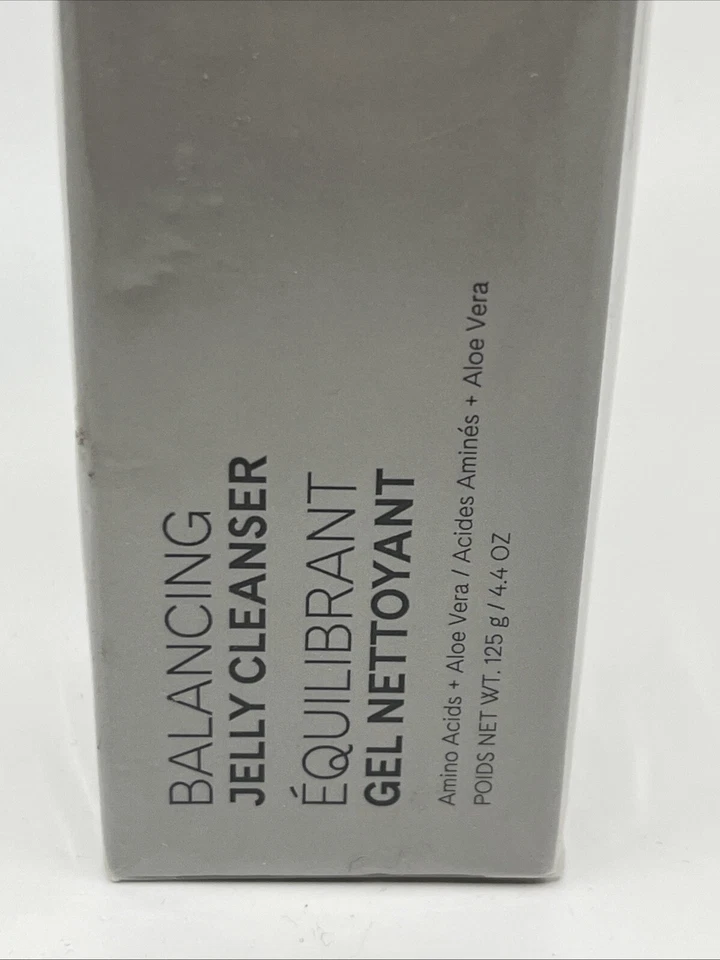 BALANCING
JELLY CLEANSER
ÉQUILIBRANT
GEL NETTOYANT
Amino Acids + Aloe Vera / Acides Aminés + Aloe Vera
POIDS NET WT. 125 g / 4.4 OZ